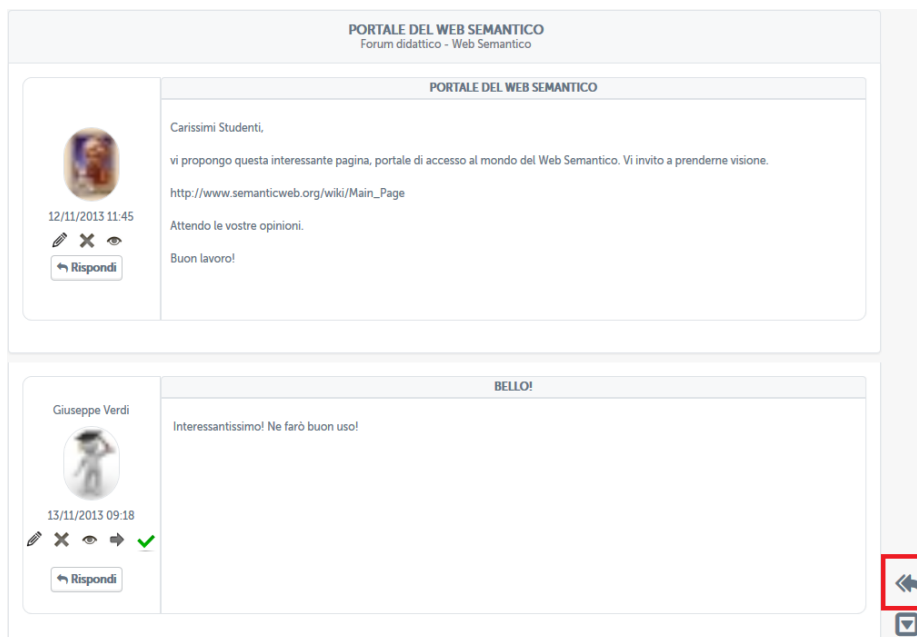 PORTALE DEL WEB SEMANTICO
Forum didattico - Web Semantico
PORTALE DEL WEB SEMANTICO
Carissimi Studenti,
vi propongo questa interessante pagina, portale di accesso al mondo del Web Semantico. Vi invito a prenderne visione.
http://www.semanticweb.org/wiki/Main_Page
Attendo le vostre opinioni.
Buon lavoro!
12/11/2013 11:45
Rispondi
BELLO!
Giuseppe Verdi
Interessantissimo! Ne farò buon uso!
13/11/2013 09:18
Rispondi